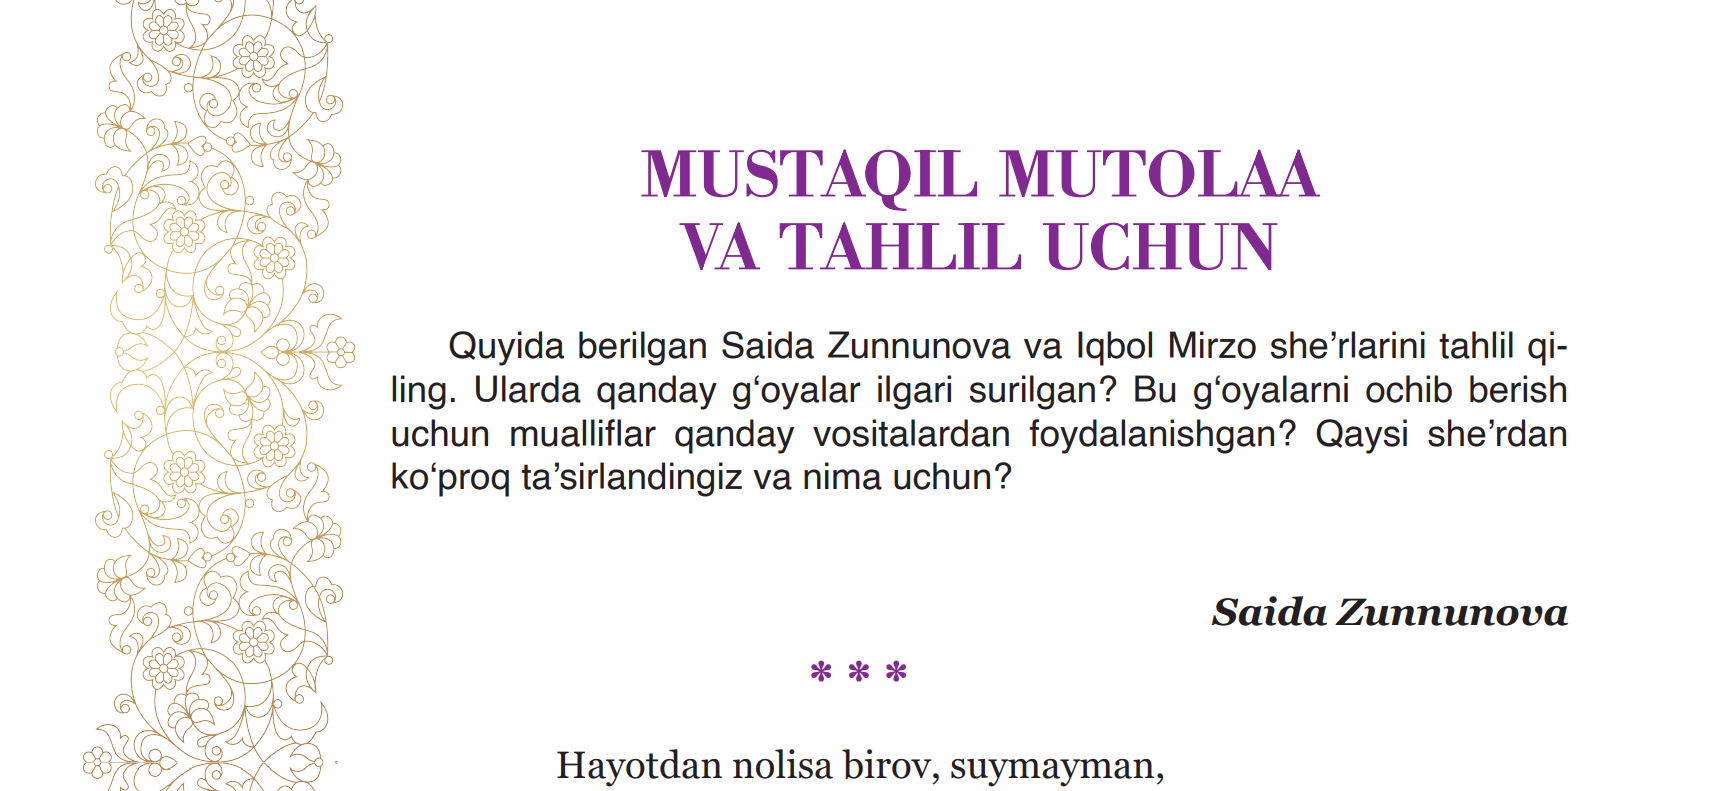 MUSTAQIL MUTOLAA
VA TAHLIL UCHUN
Quyida berilgan Saida Zunnunova va Iqbol Mirzo she’rlarini tahlil qi-
ling. Ularda qanday g‘oyalar ilgari surilgan? Bu g‘oyalarni ochib berish
uchun mualliflar qanday vositalardan foydalanishgan? Qaysi she’rdan
ko‘proq ta’sirlandingiz va nima uchun?
Saida Zunnunova
* * *
Hayotdan nolisa birov, suymayman,